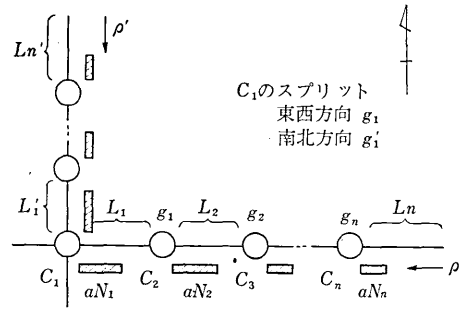 Ln'
ρ'
C₁のスプリット
東西方向 g₁
南北方向 g₁'
L₁'
L₁
g₁
L₂
g₂
gₙ
Ln
C₁
C₂
C₃
Cₙ
ρ
aN₁
aN₂
aNₙ